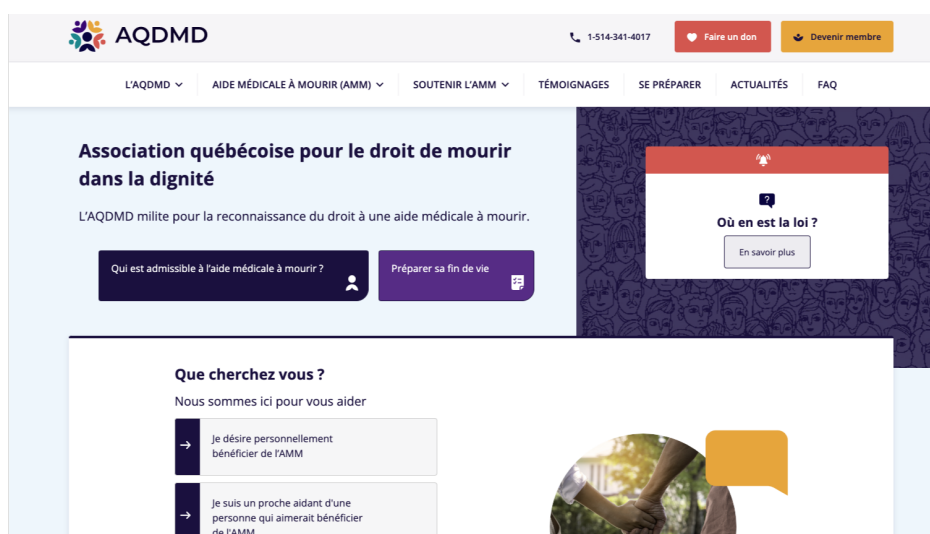 AQDMD
1-514-341-4017
Faire un don
Devenir membre
L'AQDMD
AIDE MÉDICALE À MOURIR (AMM)
SOUTENIR L'AMM
TÉMOIGNAGES
SE PRÉPARER
ACTUALITÉS
FAQ
Association québécoise pour le droit de mourir
dans la dignité
L'AQDMD milite pour la reconnaissance du droit à une aide médicale à mourir.
Qui est admissible à l'aide médicale à mourir ?
Préparer sa fin de vie
?
Où en est la loi ?
En savoir plus
Que cherchez vous ?
Nous sommes ici pour vous aider
Je désire personnellement
bénéficier de l'AMM
Je suis un proche aidant d'une
personne qui aimerait bénéficier
de l'AMM